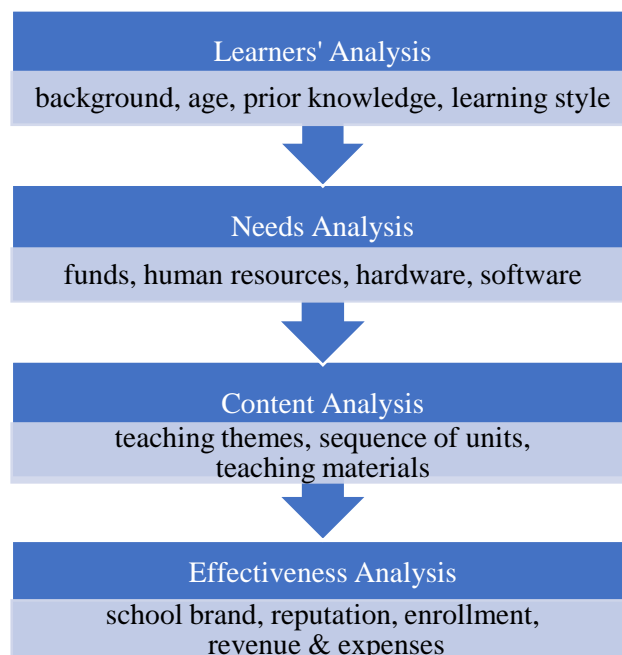 Learners' Analysis
background, age, prior knowledge, learning style
Needs Analysis
funds, human resources, hardware, software
Content Analysis
teaching themes, sequence of units,
teaching materials
Effectiveness Analysis
school brand, reputation, enrollment,
revenue & expenses